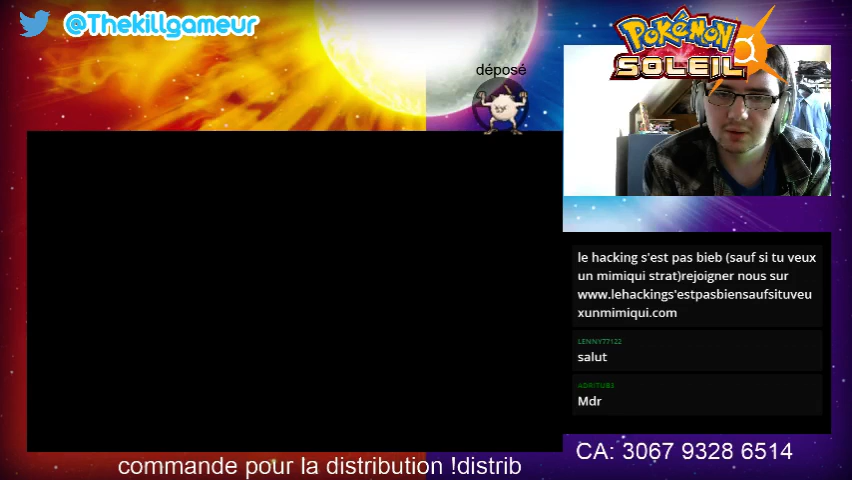 @Thekillgameur
POKÉMON
SOLEIL
déposé
le hacking s'est pas bieb (sauf si tu veux
un mimiqui strat)rejoigner nous sur
www.lehackings'estpasbiensaufsituveu
xunmimiqui.com
LENNY77122
salut
ADRITUB3
Mdr
CA: 3067 9328 6514
commande pour la distribution !distrib